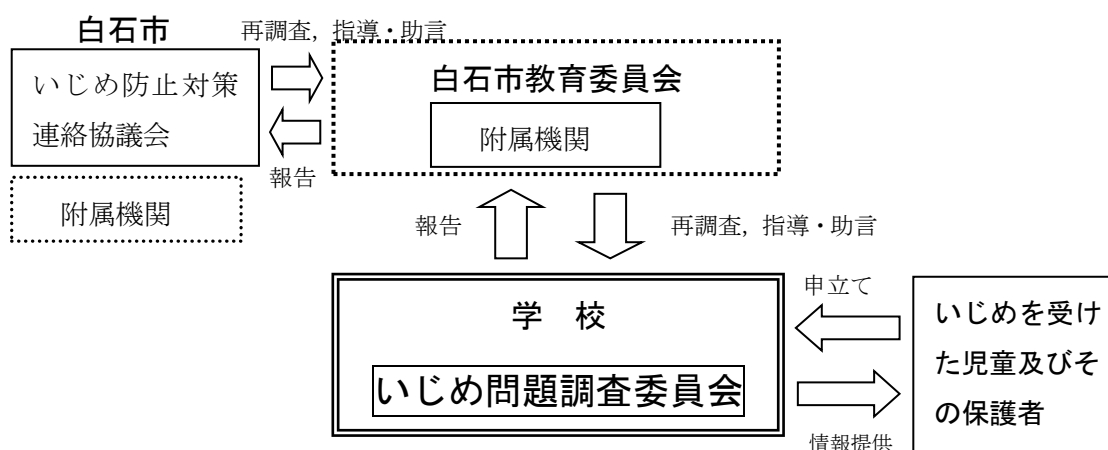 白石市
再調査，指導・助言
いじめ防止対策
連絡協議会
白石市教育委員会
附属機関
報告
附属機関
報告
再調査，指導・助言
学　校
いじめ問題調査委員会
申立て
情報提供
いじめを受け
た児童及びそ
の保護者